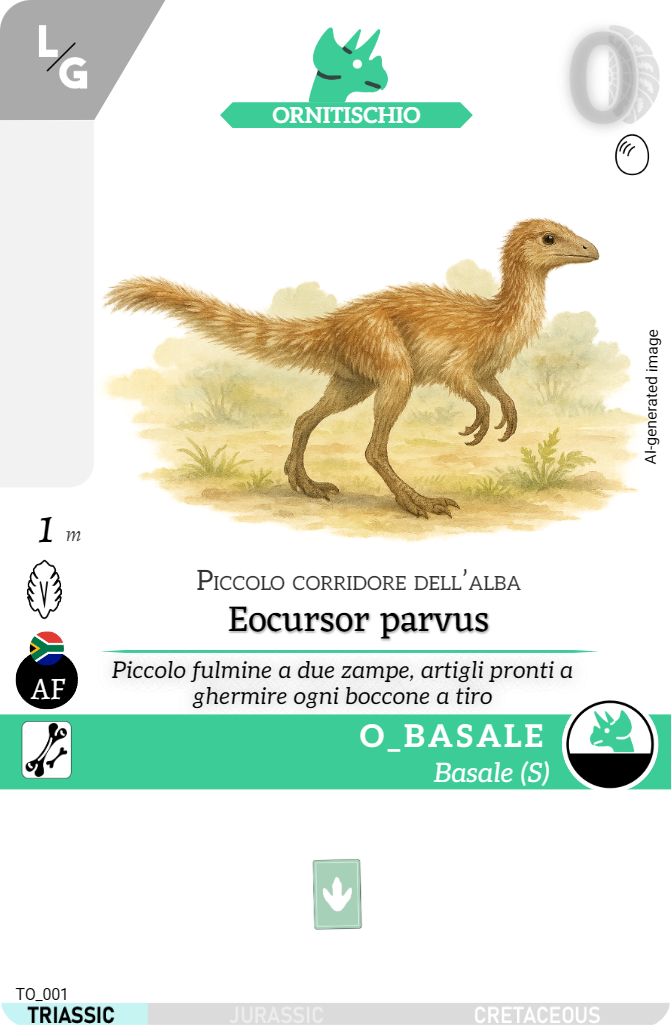 L/G
ORNITISCHIO
0
AI-generated image
1 m
Piccolo corridore dell'alba
Eocursor parvus
AF
Piccolo fulmine a due zampe, artigli pronti a
ghermire ogni boccone a tiro
O_BASALE
Basale (S)
TO_001
TRIASSIC JURASSIC CRETACEOUS